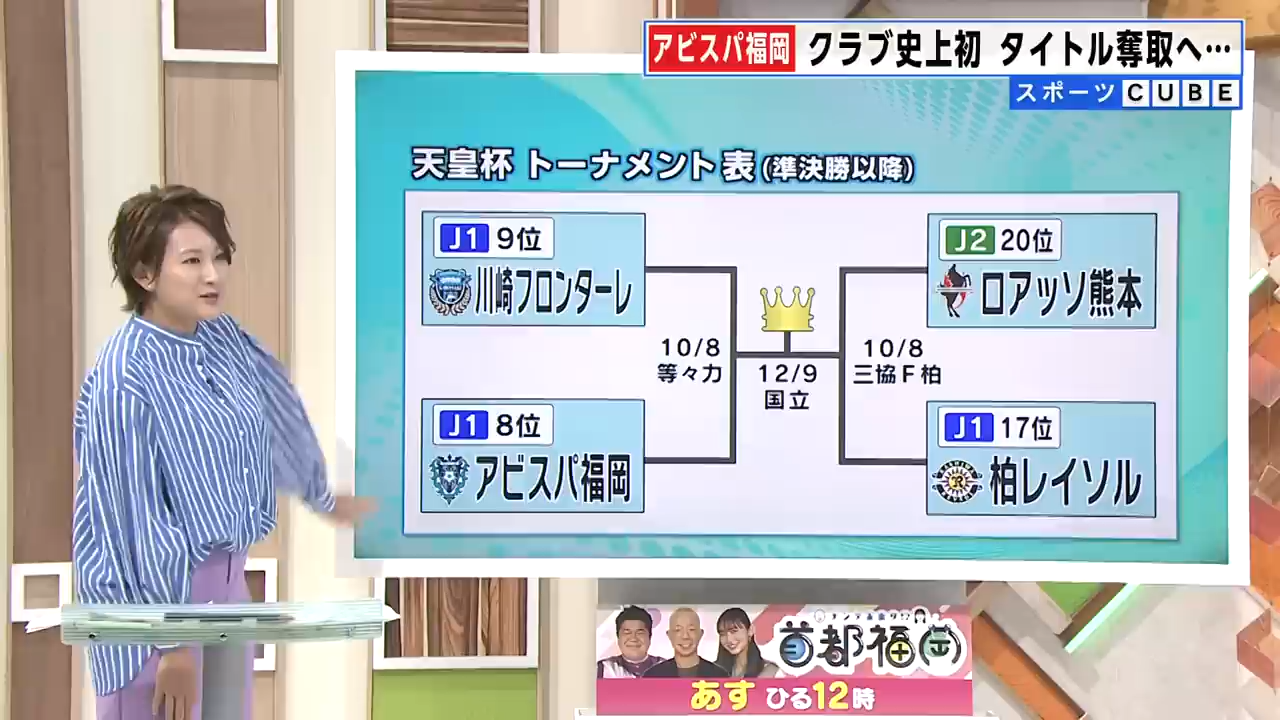 アビスパ福岡 クラブ史上初 タイトル奪取へ…
スポーツCUBE
天皇杯 トーナメント表(準決勝以降)
J1 9位
川崎フロンターレ
J1 8位
アビスパ福岡
10/8
等々力
12/9
国立
10/8
三協F柏
J2 20位
ロアッソ熊本
J1 17位
柏レイソル
首都福岡
あす ひる12時